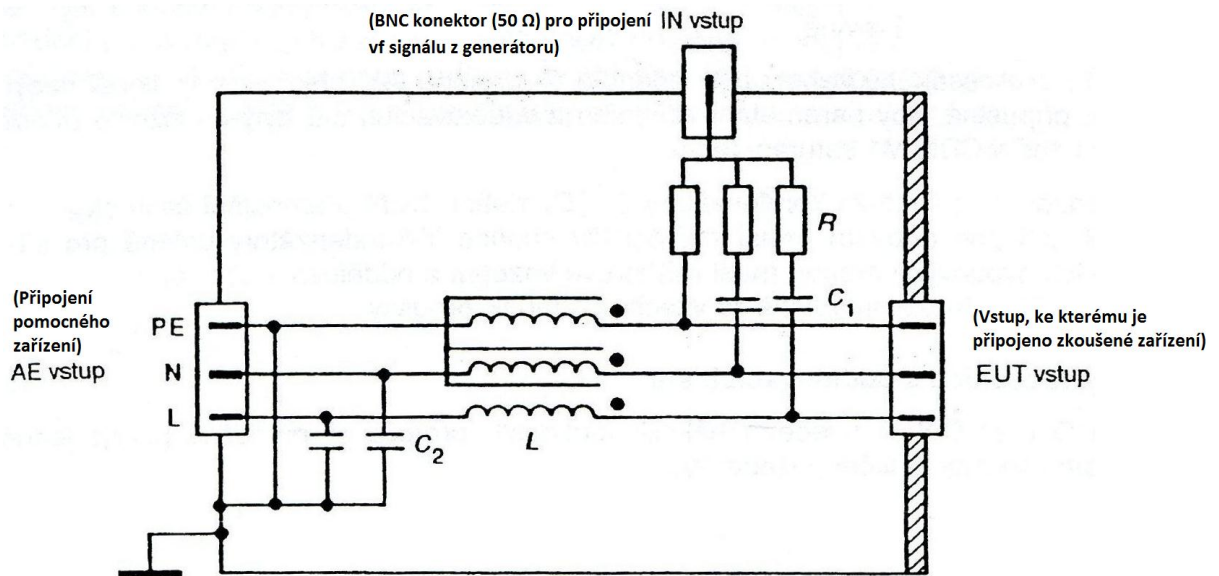 (BNC konektor (50 Ω) pro připojení IN vstup
vf signálu z generátoru)
R
C1
(Připojení
pomocného
zařízení)
AE vstup
PE
N
L
C2
L
(Vstup, ke kterému je
připojeno zkoušené zařízení)
EUT vstup